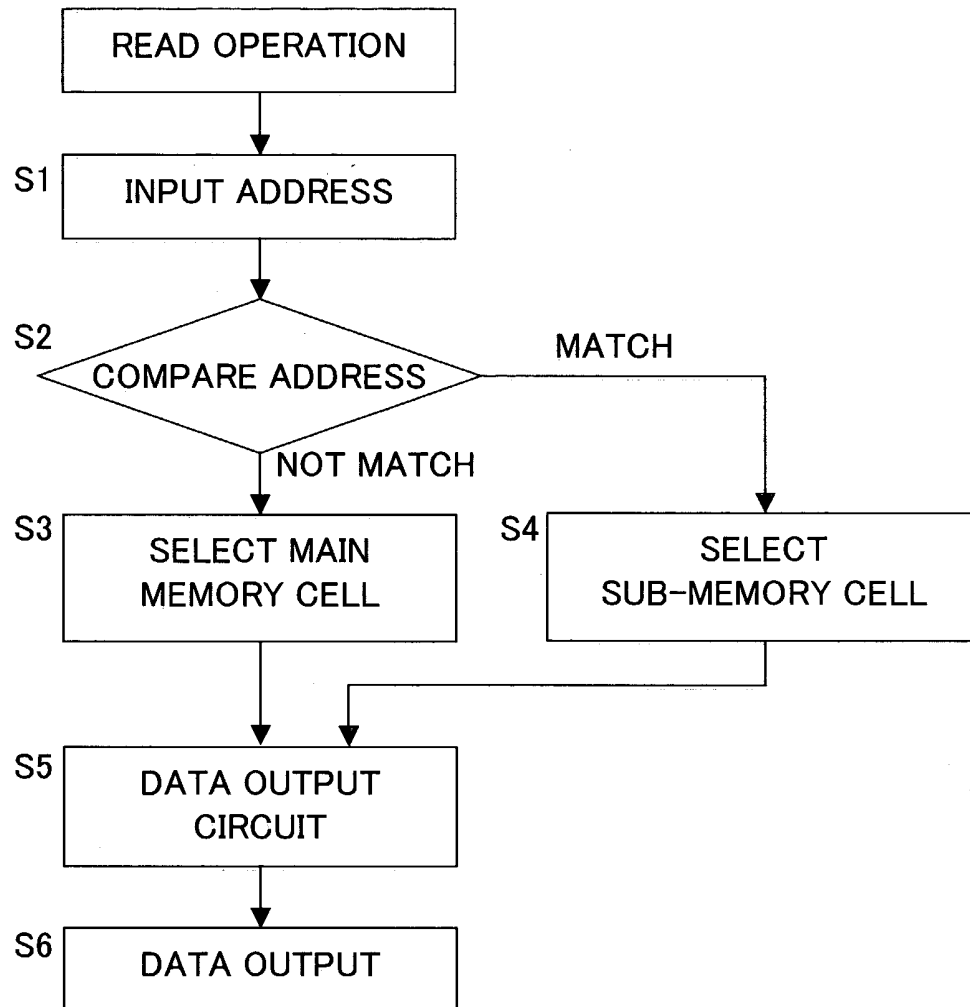 READ OPERATION
S1
INPUT ADDRESS
S2
COMPARE ADDRESS
MATCH
NOT MATCH
S3
SELECT MAIN
MEMORY CELL
S4
SELECT
SUB-MEMORY CELL
S5
DATA OUTPUT
CIRCUIT
S6
DATA OUTPUT